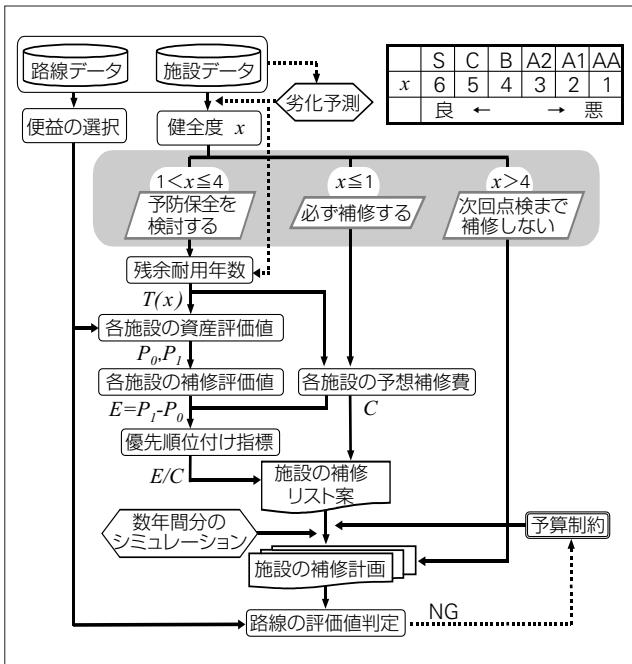 路線データ
施設データ
S C B A2 A1 AA
x 6 5 4 3 2 1
良 ← → 悪
劣化予測
便益の選択
健全度 x
1<x≦4
予防保全を
検討する
x≦1
必ず補修する
x>4
次回点検まで
補修しない
残余耐用年数
T(x)
各施設の資産評価値
P0,P1
各施設の補修評価値
各施設の予想補修費
E=P1-P0
C
優先順位付け指標
E/C
施設の補修
リスト案
数年間分の
シミュレーション
予算制約
施設の補修計画
路線の評価値判定
NG